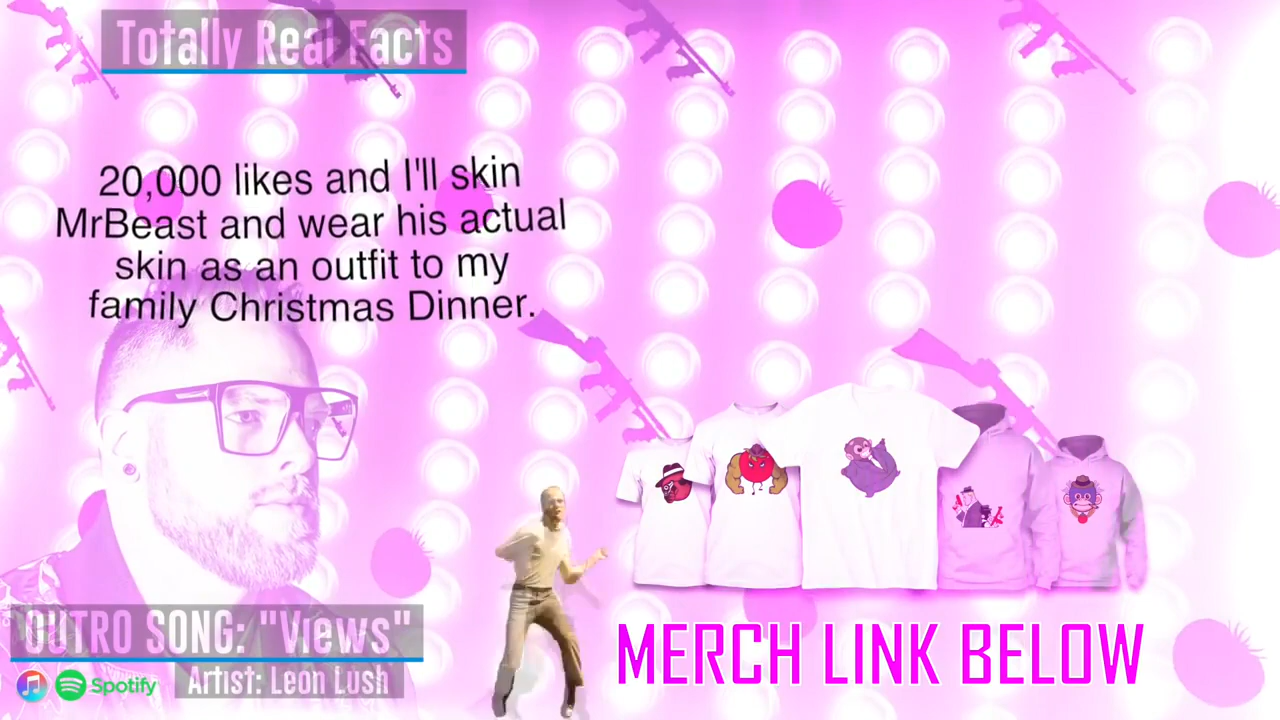 Totally Real Facts
20,000 likes and I'll skin
MrBeast and wear his actual
skin as an outfit to my
family Christmas Dinner.
OUTRO SONG: "Views"
Artist: Leon Lush
Spotify
MERCH LINK BELOW